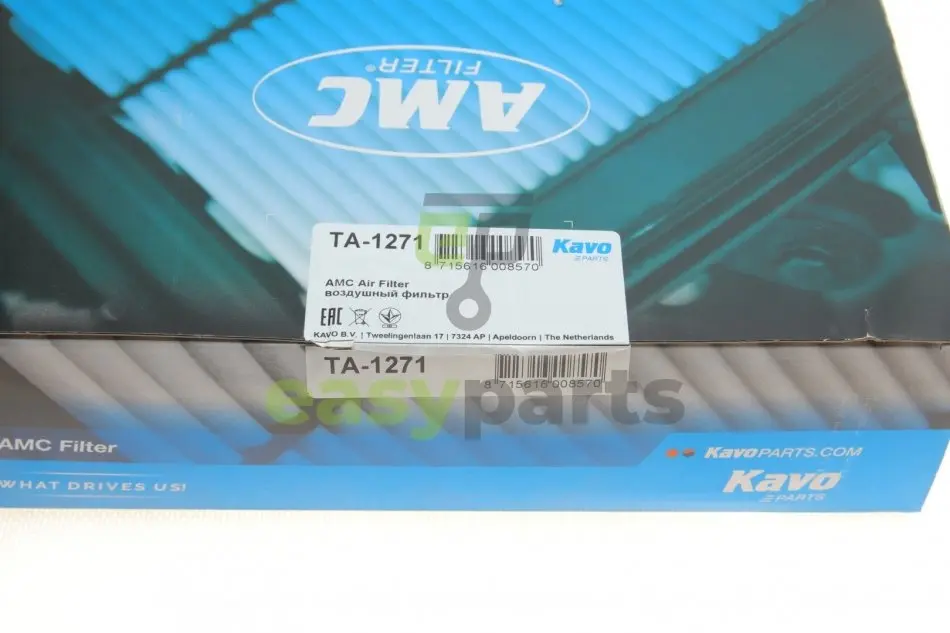 AMC
FILTER®
TA-1271
8 715616 008570
Kavo
PARTS
AMC Air Filter
воздушный фильтр
EAC
KAVO B.V. | Tweelingenlaan 17 | 7324 AP | Apeldoorn | The Netherlands
TA-1271
8 715616 008570
easyparts
AMC Filter
KavoPARTS.COM
WHAT DRIVES US!
Kavo
PARTS